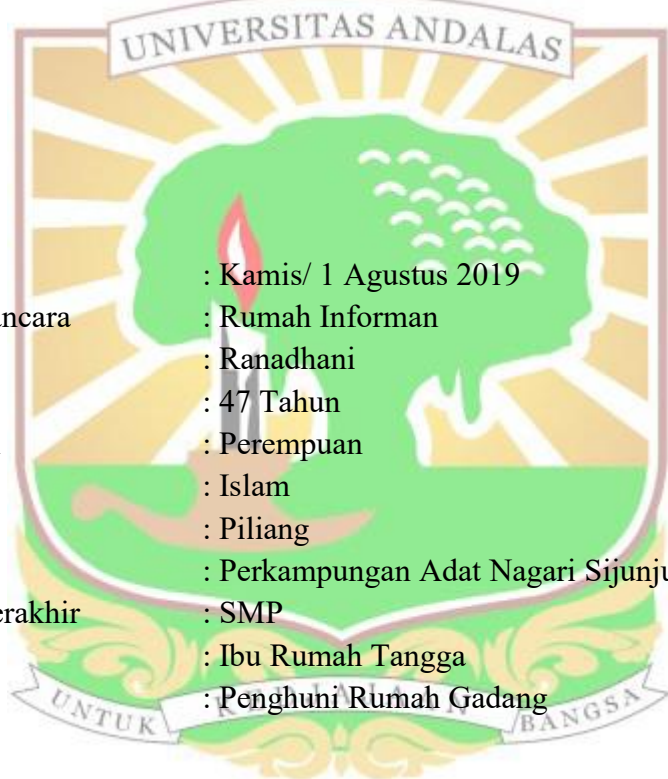 UNIVERSITAS ANDALAS
: Kamis/ 1 Agustus 2019
ancara : Rumah Informan
: Ranadhani
: 47 Tahun
: Perempuan
: Islam
: Piliang
: Perkampungan Adat Nagari Sijunju
erakhir : SMP
: Ibu Rumah Tangga
: Penghuni Rumah Gadang
UNTUK BANGSA